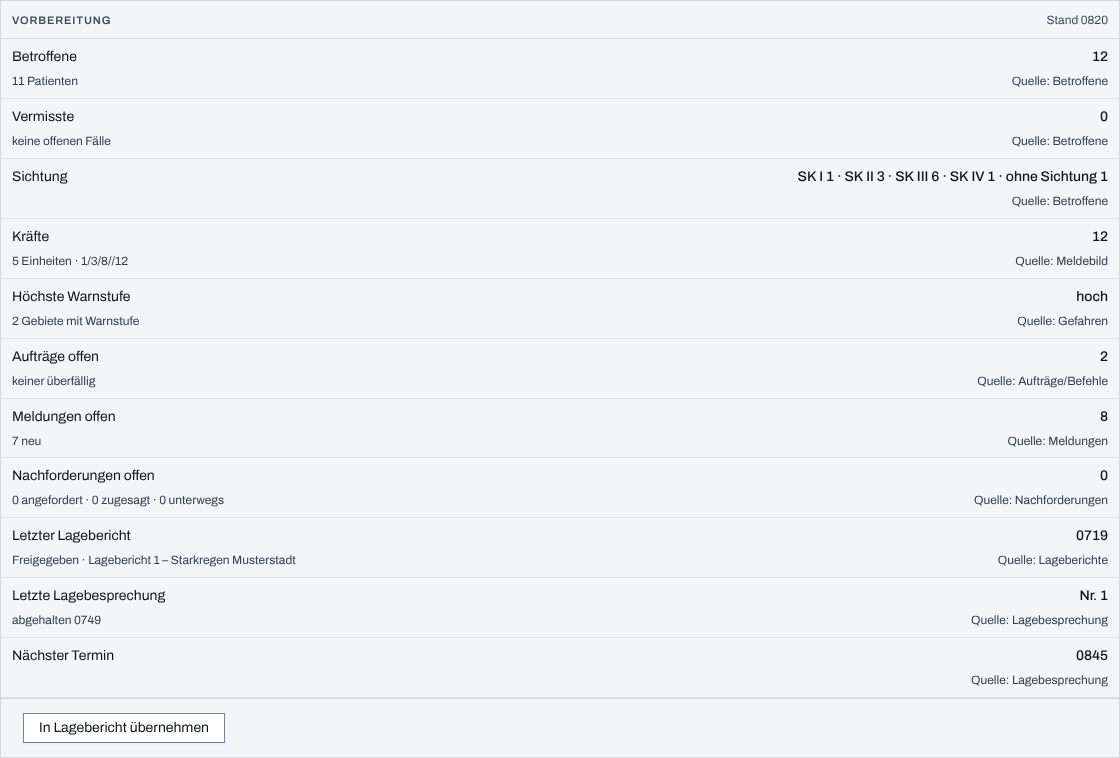 VORBEREITUNG Stand 0820
Betroffene 12
11 Patienten Quelle: Betroffene
Vermisste 0
keine offenen Fälle Quelle: Betroffene
Sichtung SK I 1 · SK II 3 · SK III 6 · SK IV 1 · ohne Sichtung 1
Quelle: Betroffene
Kräfte 12
5 Einheiten · 1/3/8//12 Quelle: Meldebild
Höchste Warnstufe hoch
2 Gebiete mit Warnstufe Quelle: Gefahren
Aufträge offen 2
keiner überfällig Quelle: Aufträge/Befehle
Meldungen offen 8
7 neu Quelle: Meldungen
Nachforderungen offen 0
0 angefordert · 0 zugesagt · 0 unterwegs Quelle: Nachforderungen
Letzter Lagebericht 0719
Freigegeben · Lagebericht 1 – Starkregen Musterstadt Quelle: Lageberichte
Letzte Lagebesprechung Nr. 1
abgehalten 0749 Quelle: Lagebesprechung
Nächster Termin 0845
Quelle: Lagebesprechung
In Lagebericht übernehmen